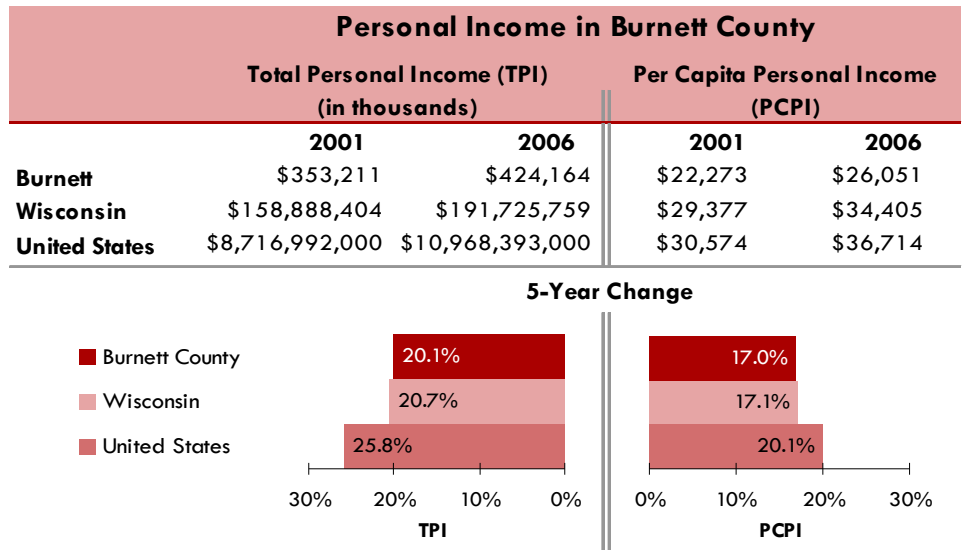 Personal Income in Burnett County
Total Personal Income (TPI) Per Capita Personal Income
(in thousands) (PCPI)
2001 2006 2001 2006
Burnett $353,211 $424,164 $22,273 $26,051
Wisconsin $158,888,404 $191,725,759 $29,377 $34,405
United States $8,716,992,000 $10,968,393,000 $30,574 $36,714
5-Year Change
Burnett County 20.1% 17.0%
Wisconsin 20.7% 17.1%
United States 25.8% 20.1%
30% 20% 10% 0% 0% 10% 20% 30%
TPI PCPI